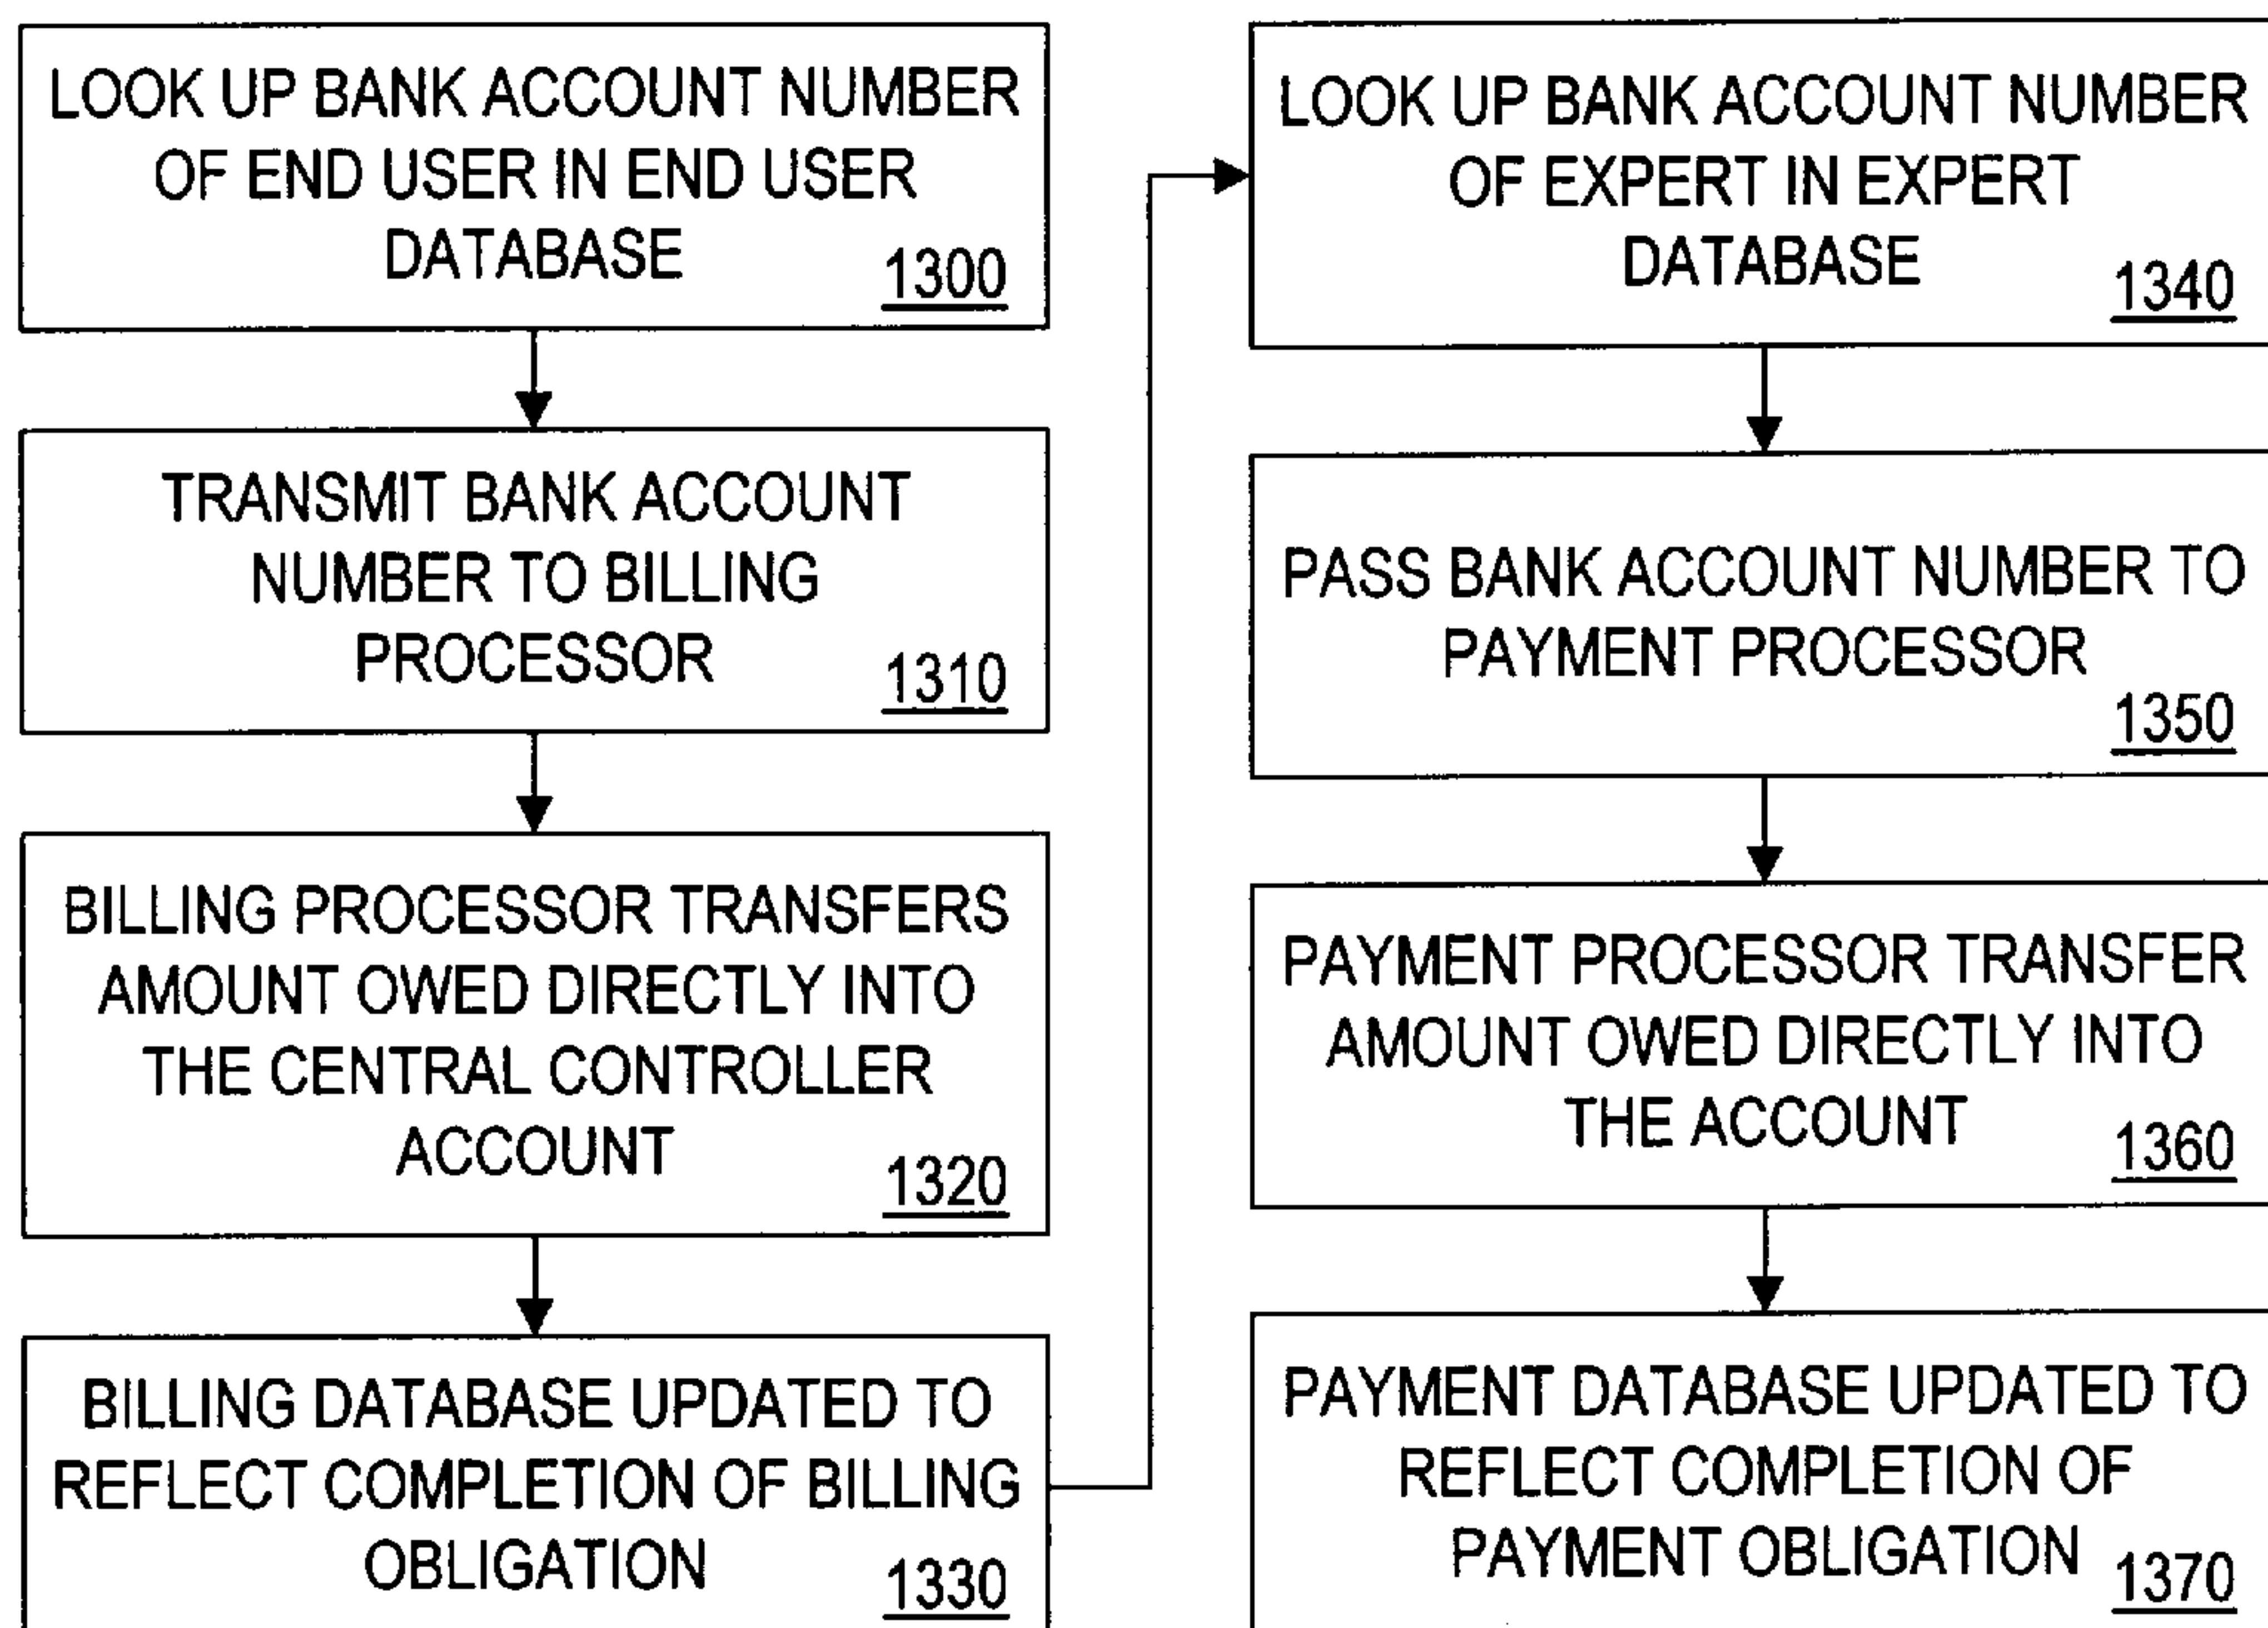 LOOK UP BANK ACCOUNT NUMBER
OF END USER IN END USER
DATABASE
1300
TRANSMIT BANK ACCOUNT
NUMBER TO BILLING
PROCESSOR
1310
BILLING PROCESSOR TRANSFERS
AMOUNT OWED DIRECTLY INTO
THE CENTRAL CONTROLLER
ACCOUNT
1320
BILLING DATABASE UPDATED TO
REFLECT COMPLETION OF BILLING
OBLIGATION
1330
LOOK UP BANK ACCOUNT NUMBER
OF EXPERT IN EXPERT
DATABASE
1340
PASS BANK ACCOUNT NUMBER TO
PAYMENT PROCESSOR
1350
PAYMENT PROCESSOR TRANSFER
AMOUNT OWED DIRECTLY INTO
THE ACCOUNT
1360
PAYMENT DATABASE UPDATED TO
REFLECT COMPLETION OF
PAYMENT OBLIGATION
1370